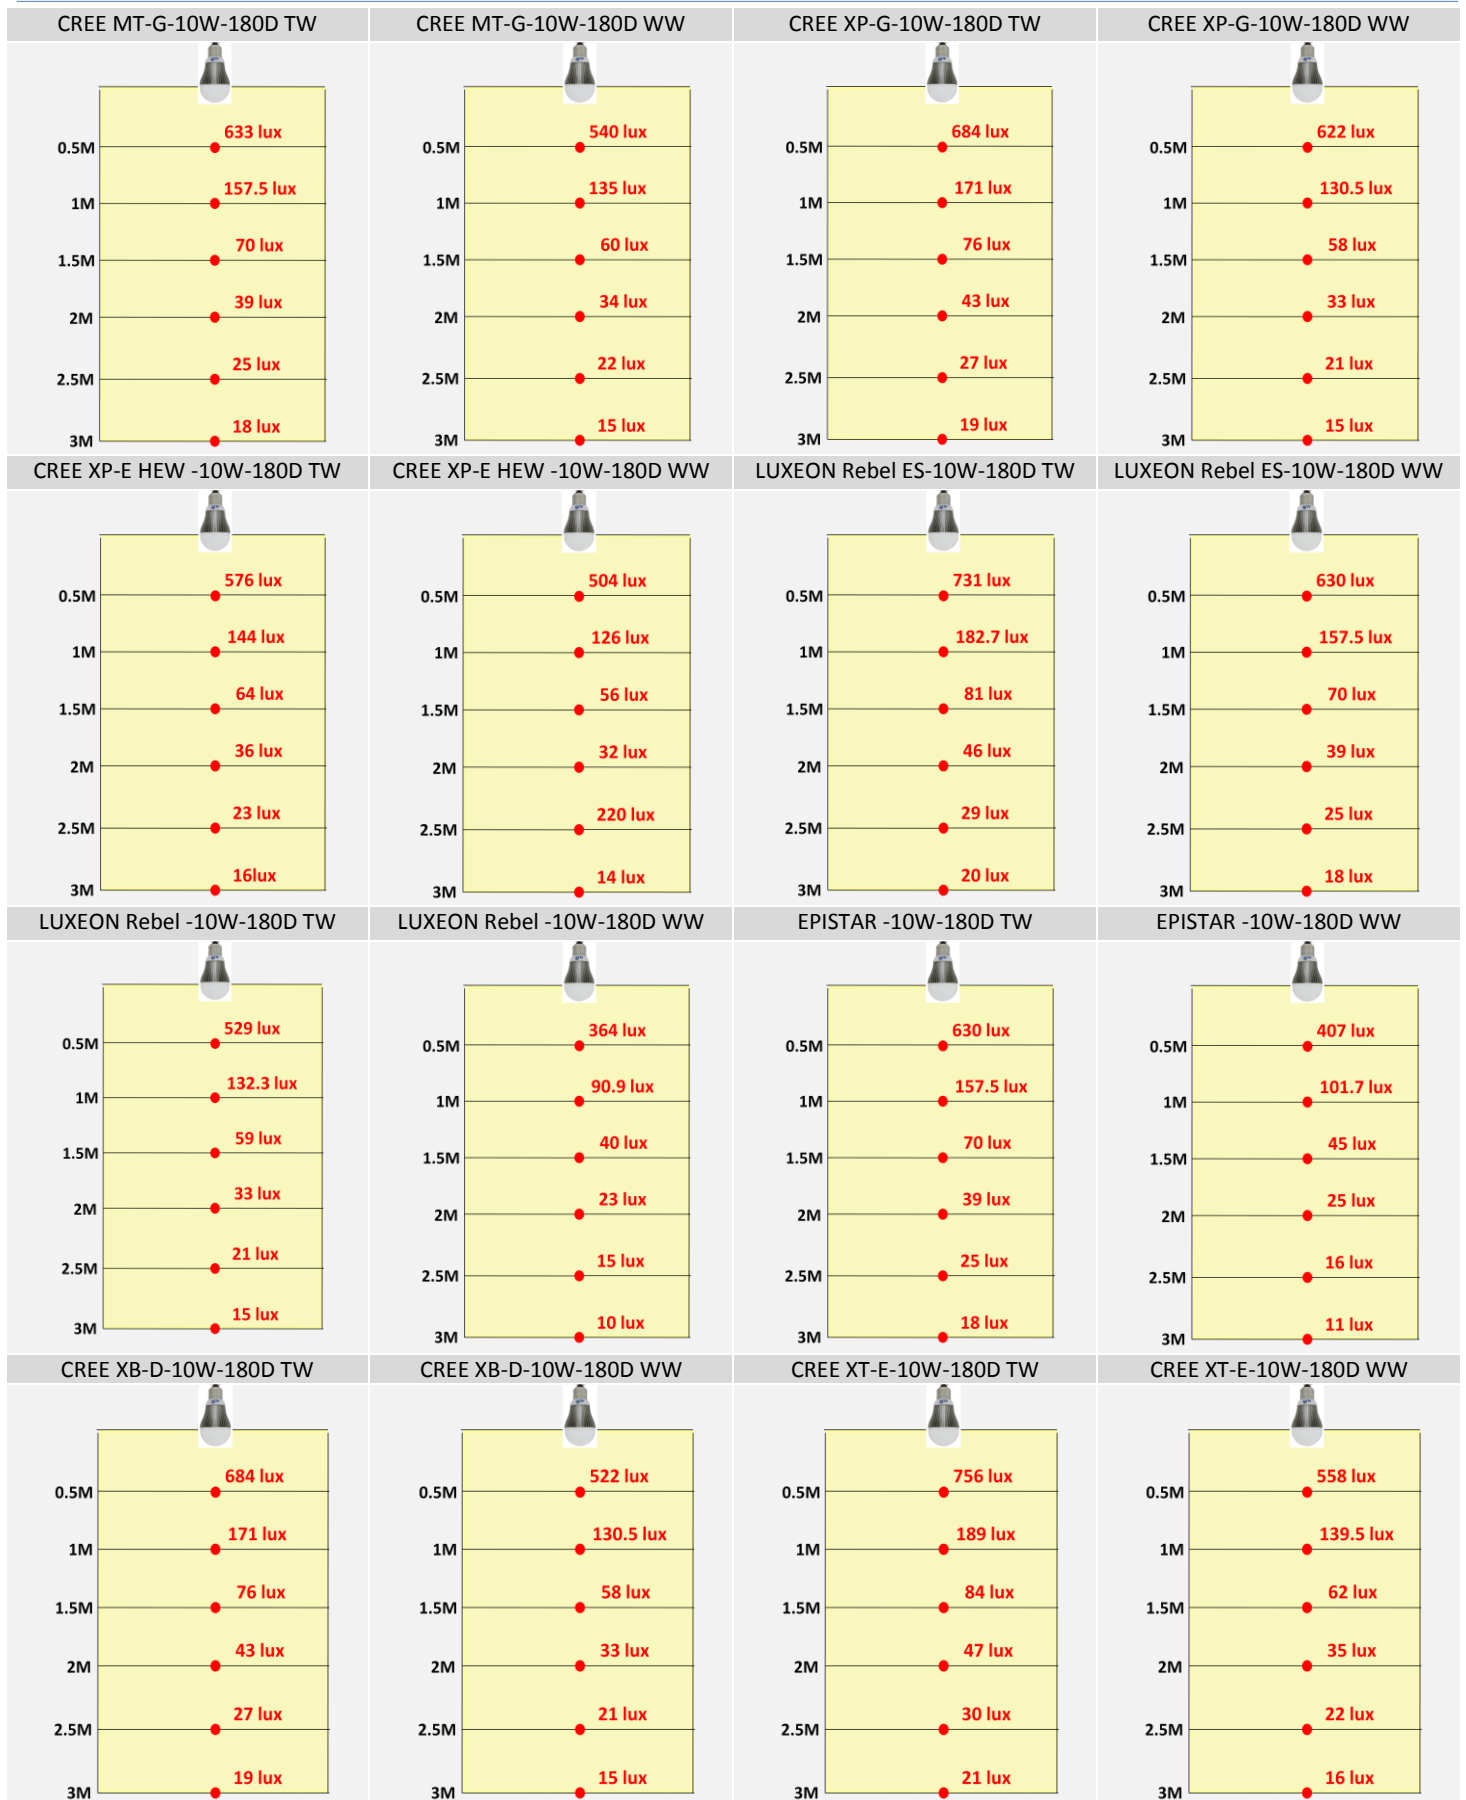 CREE MT-G-10W-180D TW
CREE MT-G-10W-180D WW
CREE XP-G-10W-180D TW
CREE XP-G-10W-180D WW
633 lux
0.5M
157.5 lux
1M
70 lux
1.5M
39 lux
2M
25 lux
2.5M
18 lux
3M
540 lux
0.5M
135 lux
1M
60 lux
1.5M
34 lux
2M
22 lux
2.5M
15 lux
3M
684 lux
0.5M
171 lux
1M
76 lux
1.5M
43 lux
2M
27 lux
2.5M
19 lux
3M
622 lux
0.5M
130.5 lux
1M
58 lux
1.5M
33 lux
2M
21 lux
2.5M
15 lux
3M
CREE XP-E HEW -10W-180D TW
CREE XP-E HEW -10W-180D WW
LUXEON Rebel ES-10W-180D TW
LUXEON Rebel ES-10W-180D WW
576 lux
0.5M
144 lux
1M
64 lux
1.5M
36 lux
2M
23 lux
2.5M
16lux
3M
504 lux
0.5M
126 lux
1M
56 lux
1.5M
32 lux
2M
220 lux
2.5M
14 lux
3M
731 lux
0.5M
182.7 lux
1M
81 lux
1.5M
46 lux
2M
29 lux
2.5M
20 lux
3M
630 lux
0.5M
157.5 lux
1M
70 lux
1.5M
39 lux
2M
25 lux
2.5M
18 lux
3M
LUXEON Rebel -10W-180D TW
LUXEON Rebel -10W-180D WW
EPISTAR -10W-180D TW
EPISTAR -10W-180D WW
529 lux
0.5M
132.3 lux
1M
59 lux
1.5M
33 lux
2M
21 lux
2.5M
15 lux
3M
364 lux
0.5M
90.9 lux
1M
40 lux
1.5M
23 lux
2M
15 lux
2.5M
10 lux
3M
630 lux
0.5M
157.5 lux
1M
70 lux
1.5M
39 lux
2M
25 lux
2.5M
18 lux
3M
407 lux
0.5M
101.7 lux
1M
45 lux
1.5M
25 lux
2M
16 lux
2.5M
11 lux
3M
CREE XB-D-10W-180D TW
CREE XB-D-10W-180D WW
CREE XT-E-10W-180D TW
CREE XT-E-10W-180D WW
684 lux
0.5M
171 lux
1M
76 lux
1.5M
43 lux
2M
27 lux
2.5M
19 lux
3M
522 lux
0.5M
130.5 lux
1M
58 lux
1.5M
33 lux
2M
21 lux
2.5M
15 lux
3M
756 lux
0.5M
189 lux
1M
84 lux
1.5M
47 lux
2M
30 lux
2.5M
21 lux
3M
558 lux
0.5M
139.5 lux
1M
62 lux
1.5M
35 lux
2M
22 lux
2.5M
16 lux
3M